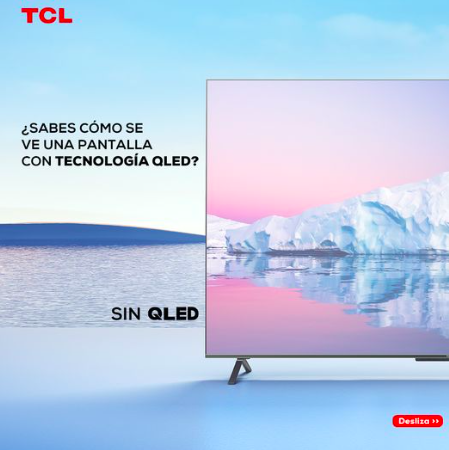 TCL
¿SABES CÓMO SE
VE UNA PANTALLA
CON TECNOLOGÍA QLED?
SIN QLED
Desliza >>